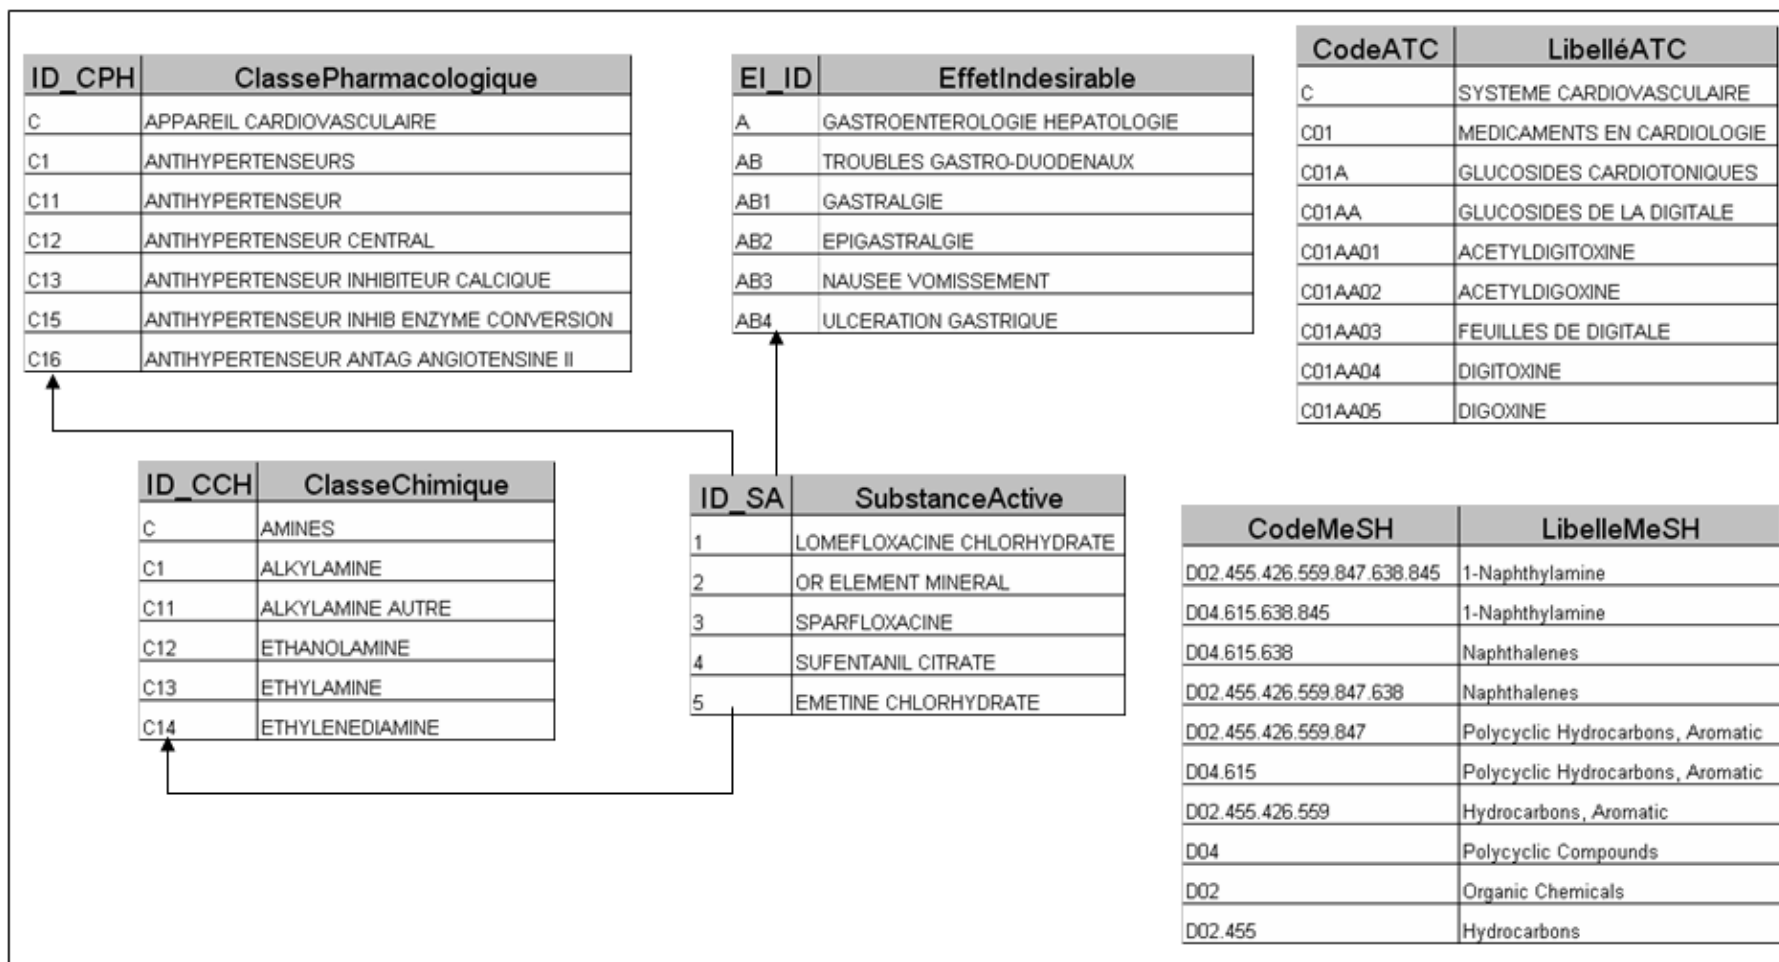 ID_CPH ClassePharmacologique
C APPAREIL CARDIOVASCULAIRE
C1 ANTIHYPERTENSEURS
C11 ANTIHYPERTENSEUR
C12 ANTIHYPERTENSEUR CENTRAL
C13 ANTIHYPERTENSEUR INHIBITEUR CALCIQUE
C15 ANTIHYPERTENSEUR INHIB ENZYME CONVERSION
C16 ANTIHYPERTENSEUR ANTAG ANGIOTENSINE II
EI_ID EffetIndesirable
A GASTROENTEROLOGIE HEPATOLOGIE
AB TROUBLES GASTRO-DUODENAUX
AB1 GASTRALGIE
AB2 EPIGASTRALGIE
AB3 NAUSEE VOMISSEMENT
AB4 ULCERATION GASTRIQUE
CodeATC LibelléATC
C SYSTEME CARDIOVASCULAIRE
C01 MEDICAMENTS EN CARDIOLOGIE
C01A GLUCOSIDES CARDIOTONIQUES
C01AA GLUCOSIDES DE LA DIGITALE
C01AA01 ACETYLDIGITOXINE
C01AA02 ACETYLDIGOXINE
C01AA03 FEUILLES DE DIGITALE
C01AA04 DIGITOXINE
C01AA05 DIGOXINE
ID_CCH ClasseChimique
C AMINES
C1 ALKYLAMINE
C11 ALKYLAMINE AUTRE
C12 ETHANOLAMINE
C13 ETHYLAMINE
C14 ETHYLENEDIAMINE
ID_SA SubstanceActive
1 LOMEFLOXACINE CHLORHYDRATE
2 OR ELEMENT MINERAL
3 SPARFLOXACINE
4 SUFENTANIL CITRATE
5 EMETINE CHLORHYDRATE
CodeMeSH LibelleMeSH
D02.455.426.559.847.638.845 1-Naphthylamine
D04.615.638.845 1-Naphthylamine
D04.615.638 Naphthalenes
D02.455.426.559.847.638 Naphthalenes
D02.455.426.559.847 Polycyclic Hydrocarbons, Aromatic
D04.615 Polycyclic Hydrocarbons, Aromatic
D02.455.426.559 Hydrocarbons, Aromatic
D04 Polycyclic Compounds
D02 Organic Chemicals
D02.455 Hydrocarbons